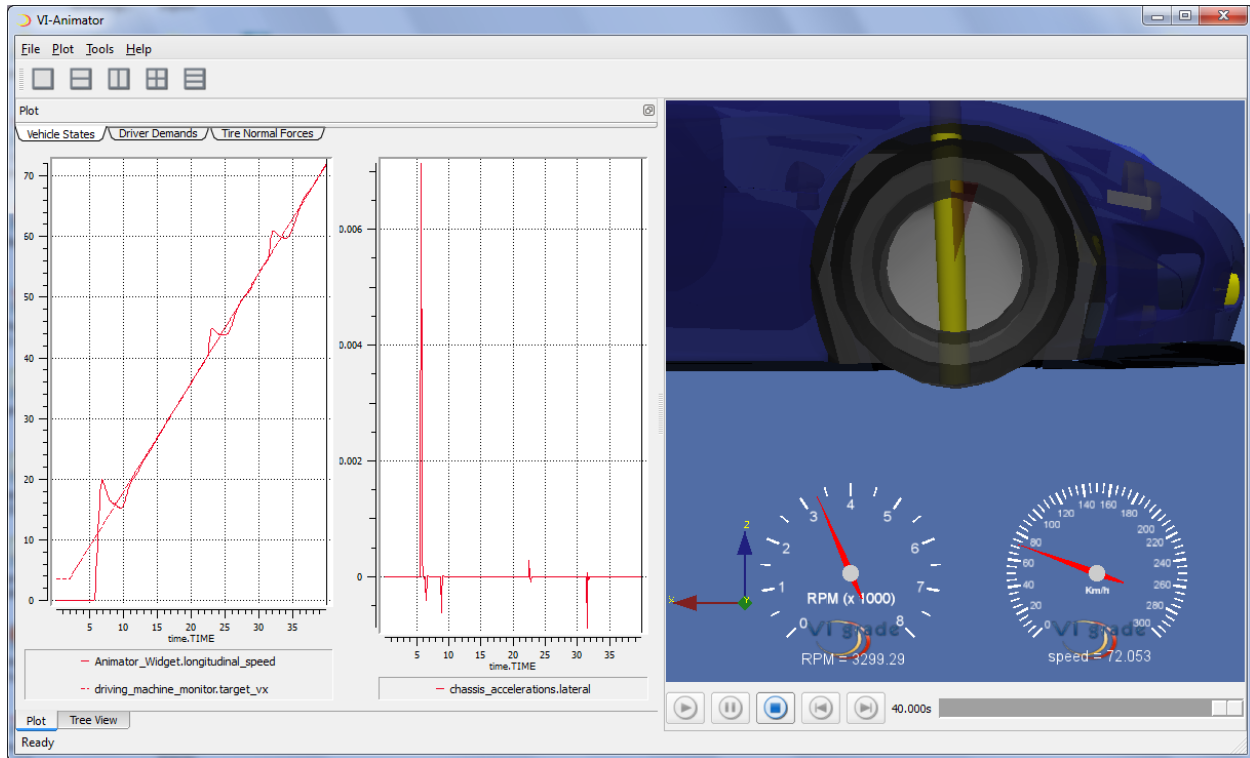 VI-Animator
File Plot Tools Help
Plot
Vehicle States Driver Demands Tire Normal Forces
70
60
50
40
30
20
10
0
5 10 15 20 25 30 35
time.TIME
Animator_Widget.longitudinal_speed
driving_machine_monitor.target_vx
0.006
0.004
0.002
0
5 10 15 20 25 30 35
time.TIME
chassis_accelerations.lateral
Z
X
Y
0 1 2 3 4 5 6 7 8
RPM (x 1000)
VI grade
RPM = 3299.29
0 20 40 60 80 100 120 140 160 180 200 220 240 260 280 300
Km/h
VI grade
speed = 72.053
40.000s
Plot Tree View
Ready